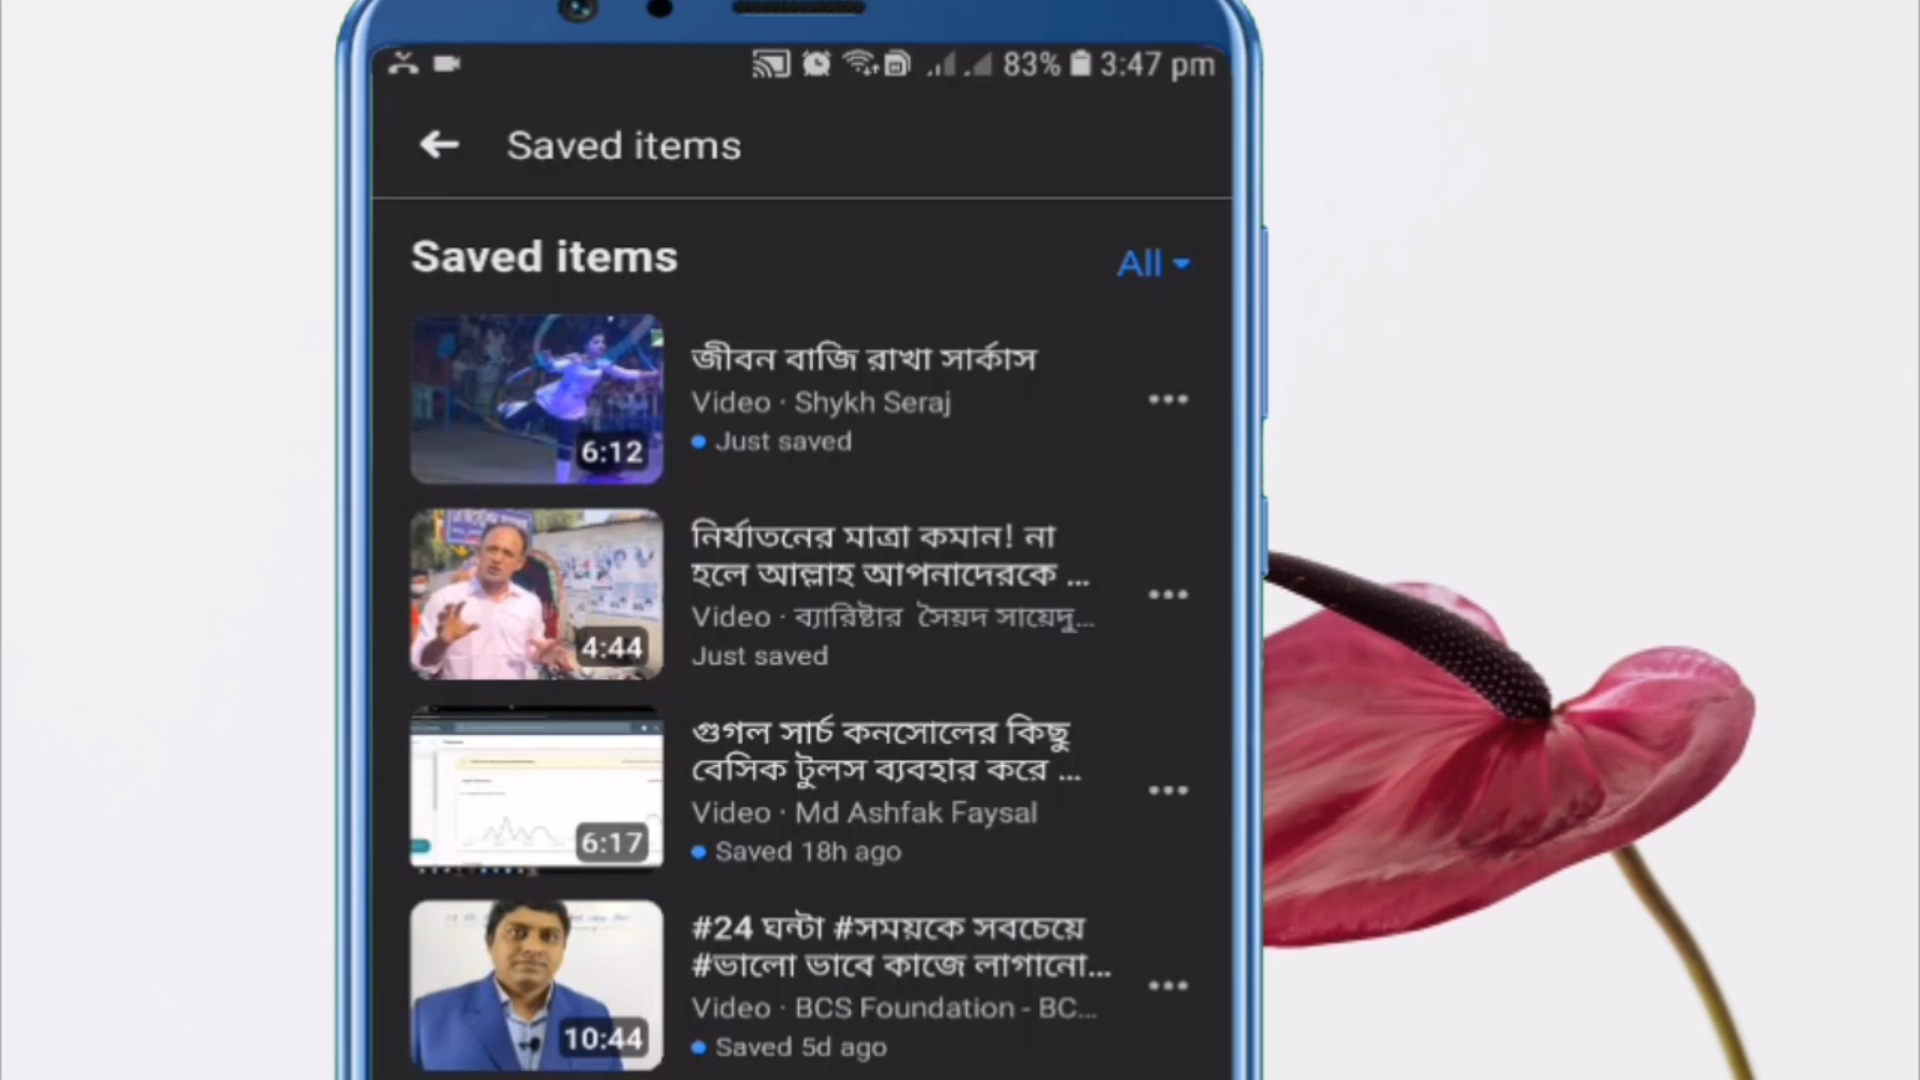 83% 3:47 pm
Saved items
Saved items
All
জীবন বাজি রাখা সার্কাস
Video · Shykh Seraj
Just saved
6:12
নির্যাতনের মাত্রা কমান! না
হলে আল্লাহ আপনাদেরকে ...
Video · ব্যারিষ্টার সৈয়দ সায়েদু...
Just saved
4:44
গুগল সার্চ কনসোলের কিছু
বেসিক টুলস ব্যবহার করে ...
Video · Md Ashfak Faysal
Saved 18h ago
6:17
#24 ঘন্টা #সময়কে সবচেয়ে
#ভালো ভাবে কাজে লাগানো...
Video · BCS Foundation - BC...
Saved 5d ago
10:44